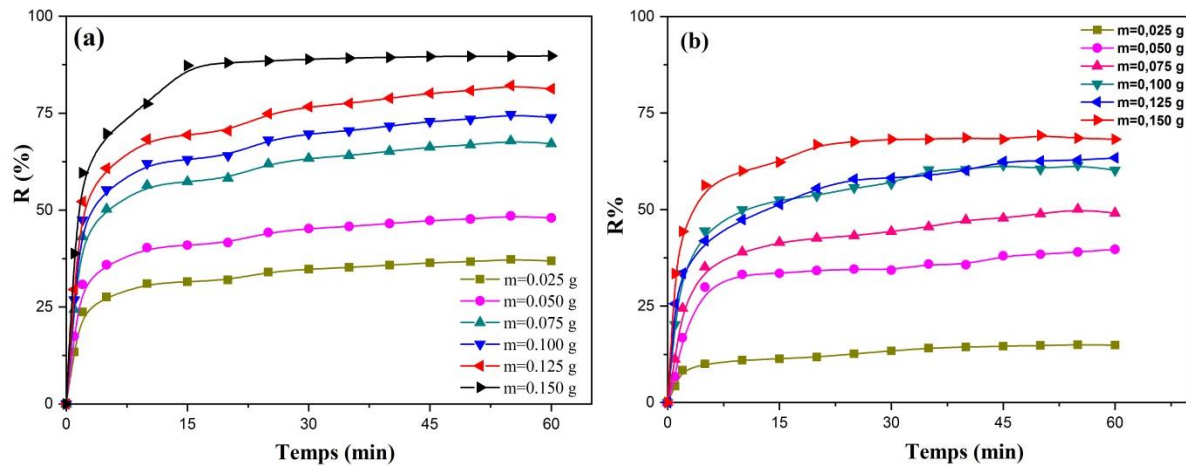 (a)
R (%)
100
75
50
25
0
0 15 30 45 60
Temps (min)
m=0.025 g
m=0.050 g
m=0.075 g
m=0.100 g
m=0.125 g
m=0.150 g
(b)
R%
100
75
50
25
0
0 15 30 45 60
Temps (min)
m=0,025 g
m=0,050 g
m=0,075 g
m=0,100 g
m=0,125 g
m=0,150 g